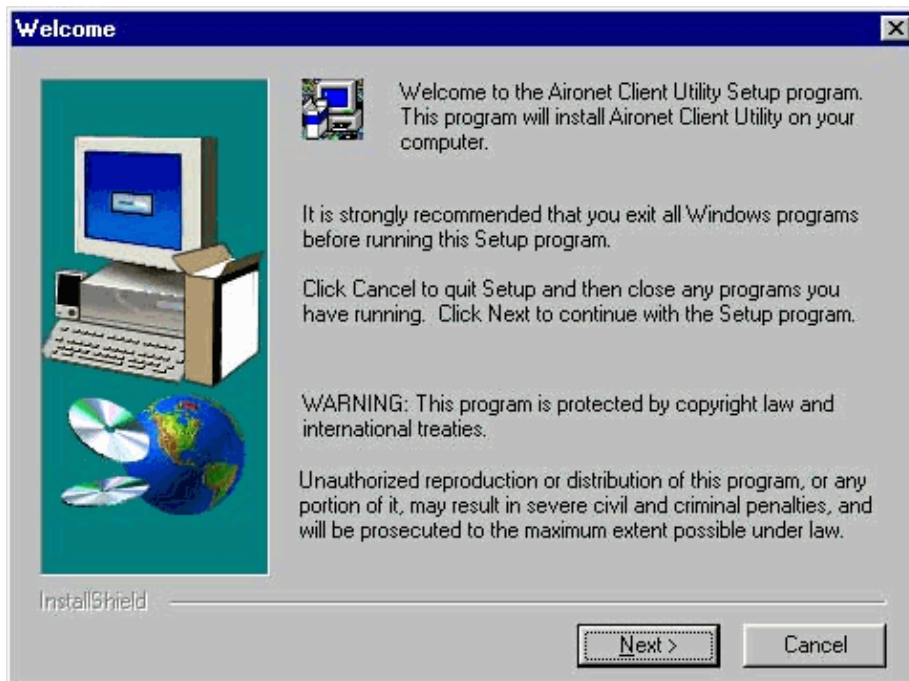 Welcome
Welcome to the Aironet Client Utility Setup program.
This program will install Aironet Client Utility on your
computer.
It is strongly recommended that you exit all Windows programs
before running this Setup program.
Click Cancel to quit Setup and then close any programs you
have running.  Click Next to continue with the Setup program.
WARNING: This program is protected by copyright law and
international treaties.
Unauthorized reproduction or distribution of this program, or any
portion of it, may result in severe civil and criminal penalties, and
will be prosecuted to the maximum extent possible under law.
InstallShield
Next >
Cancel